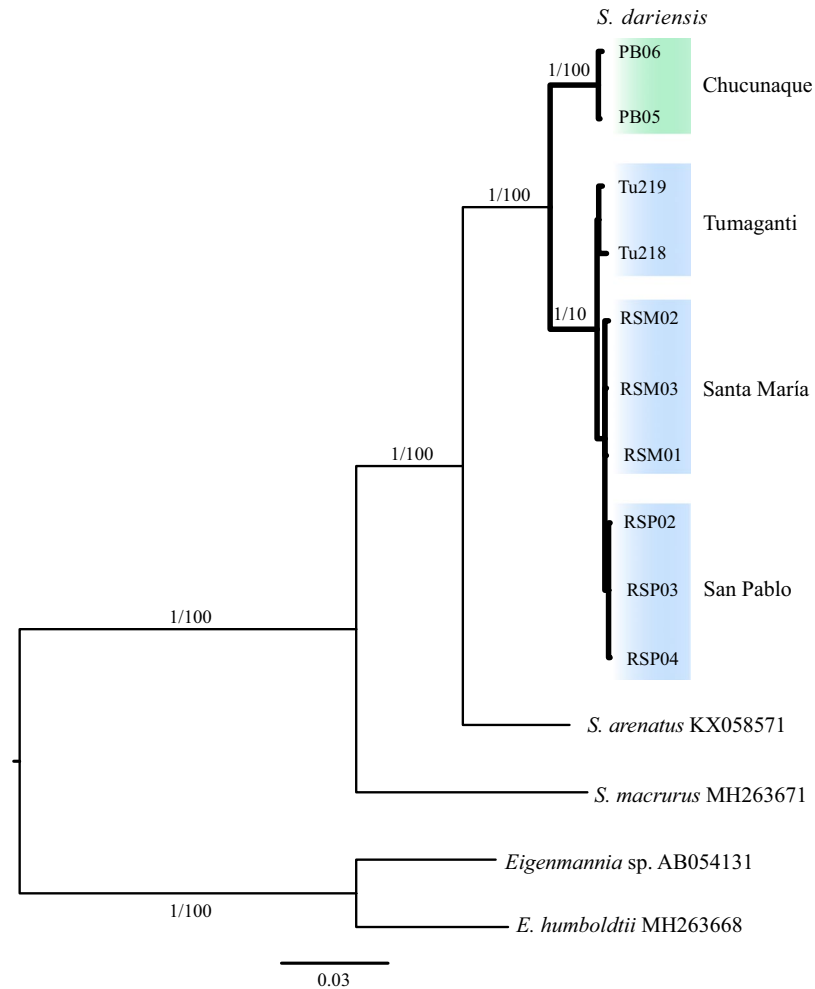 S. dariensis
PB06
1/100
Chucunaque
PB05
Tu219
1/100
Tumaganti
Tu218
1/10
RSM02
RSM03
Santa María
RSM01
1/100
RSP02
RSP03
San Pablo
1/100
RSP04
S. arenatus KX058571
S. macrurus MH263671
Eigenmannia sp. AB054131
1/100
E. humboldtii MH263668
0.03